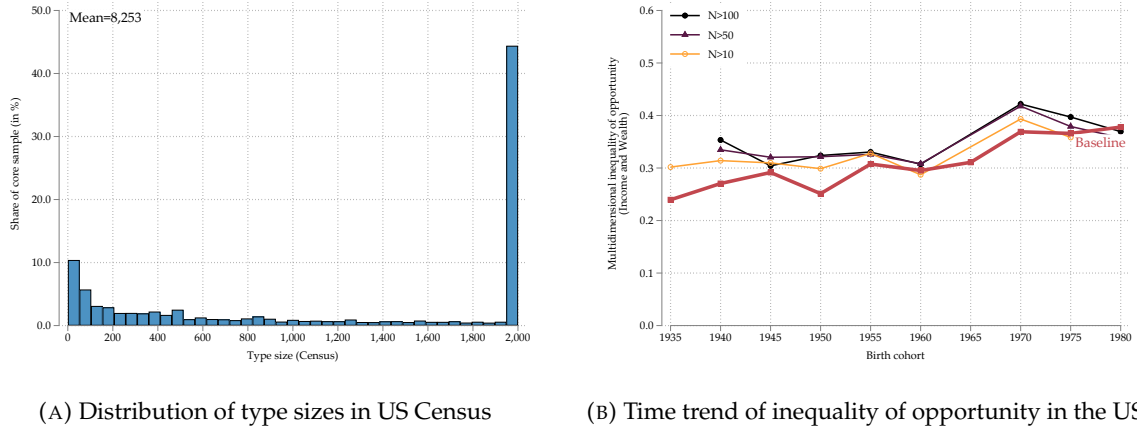 Mean=8,253
50.0
40.0
30.0
20.0
10.0
0.0
Share of core sample (in %)
0
200
400
600
800
1,000
1,200
1,400
1,600
1,800
2,000
Type size (Census)
(A) Distribution of type sizes in US Census
N>100
N>50
N>10
0.6
0.5
0.4
0.3
0.2
0.1
0.0
Multidimensional inequality of opportunity
(Income and Wealth)
Baseline
1935
1940
1945
1950
1955
1960
1965
1970
1975
1980
Birth cohort
(B) Time trend of inequality of opportunity in the US